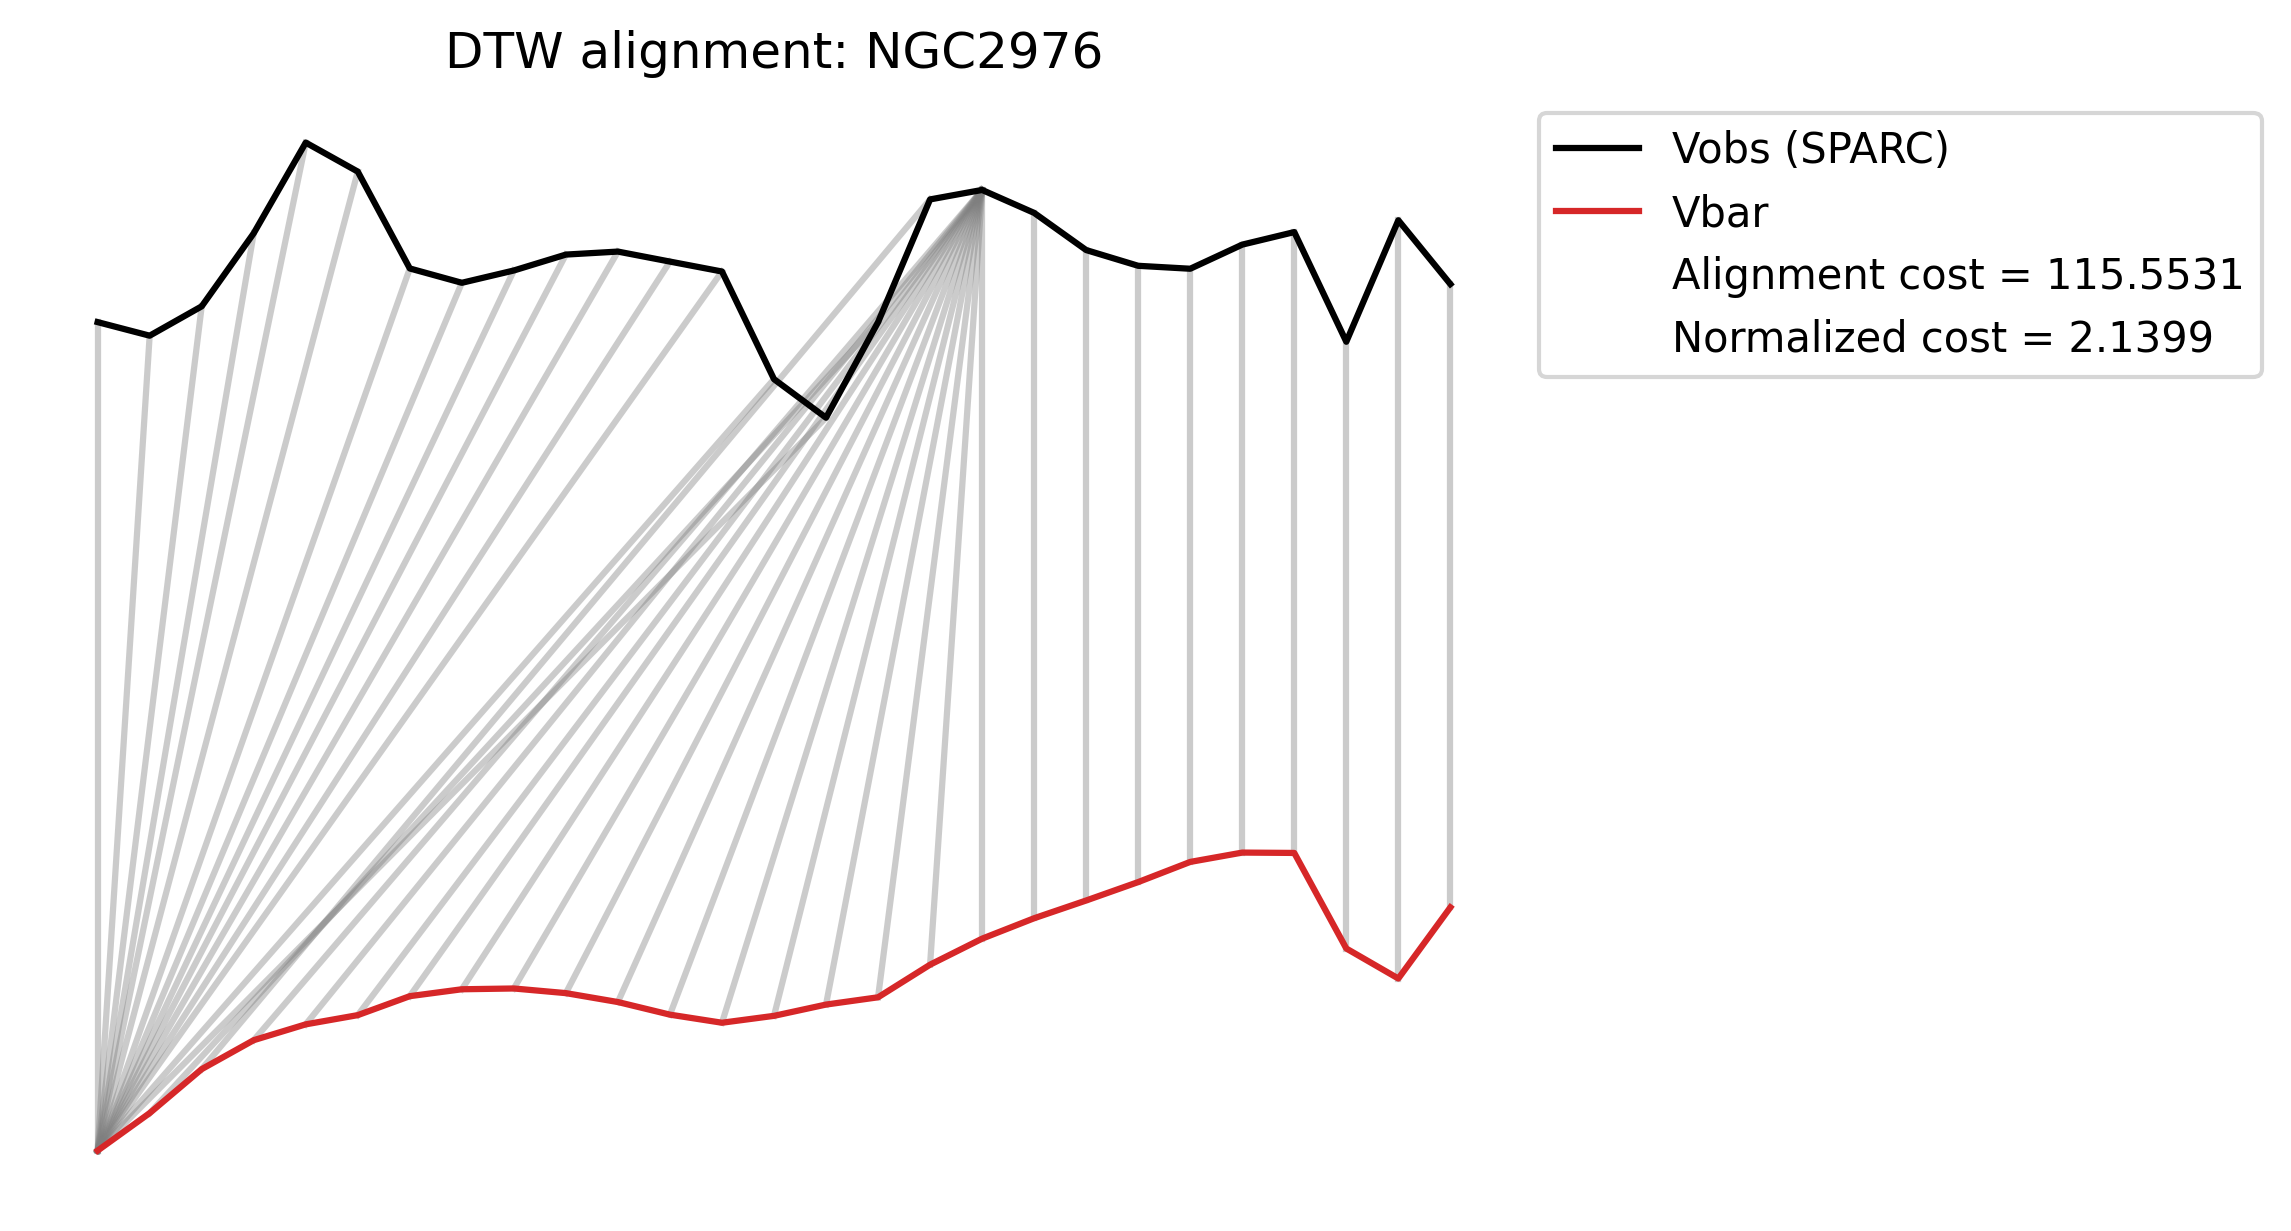 DTW alignment: NGC2976
Vobs (SPARC)
Vbar
Alignment cost = 115.5531
Normalized cost = 2.1399